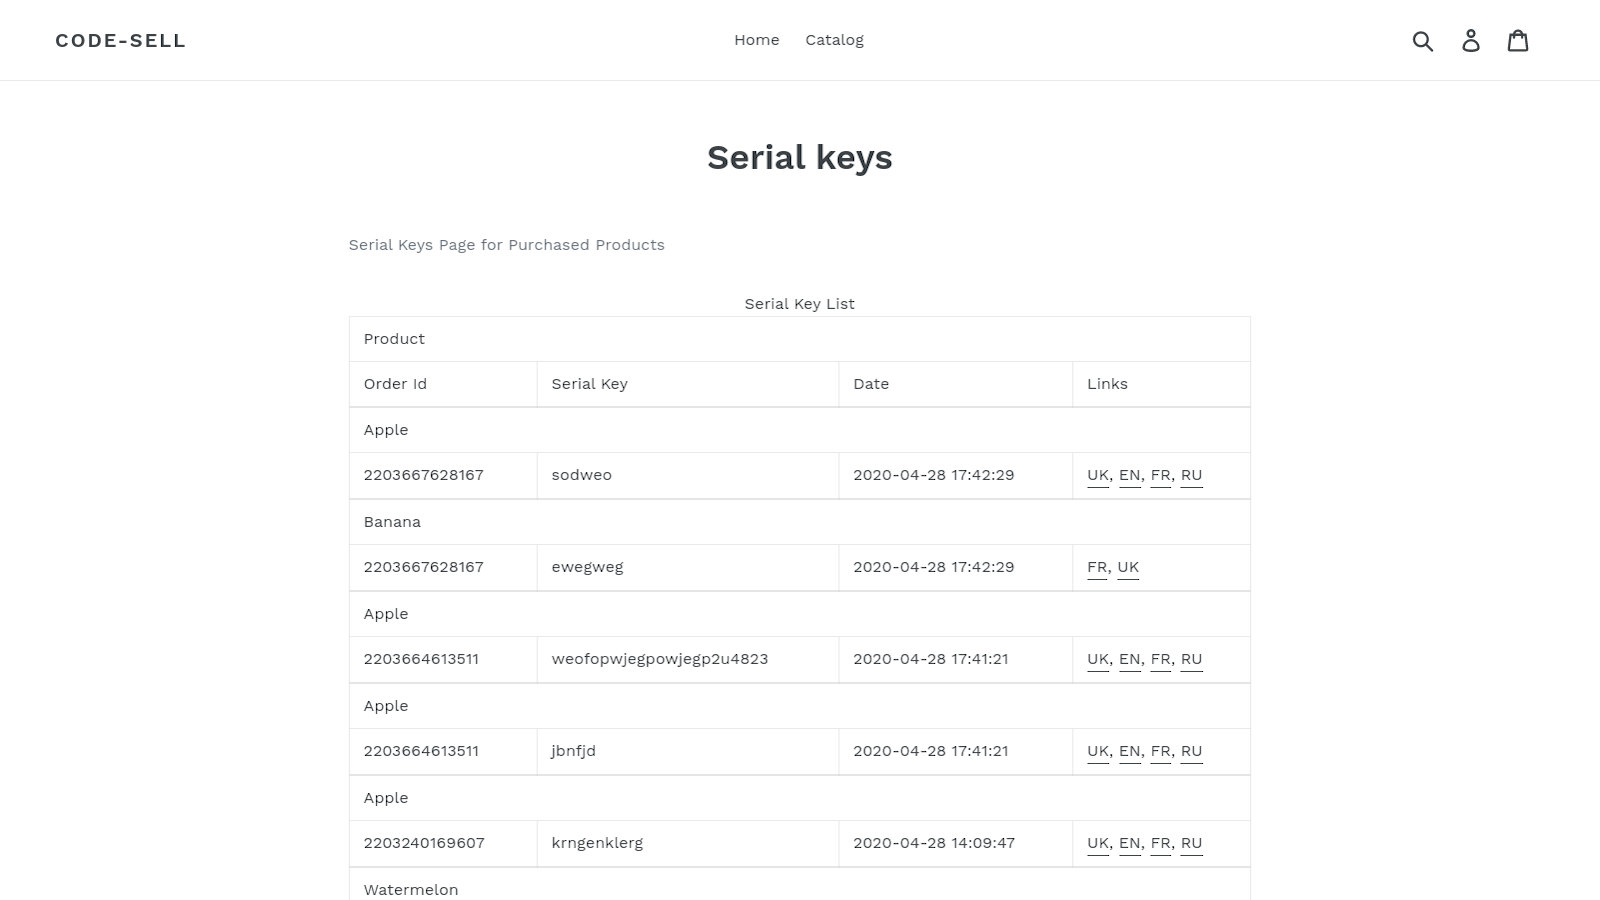 CODE-SELL
Home Catalog
Serial keys
Serial Keys Page for Purchased Products
Serial Key List
Product
Order Id Serial Key Date Links
Apple
2203667628167 sodweo 2020-04-28 17:42:29 UK, EN, FR, RU
Banana
2203667628167 ewegweg 2020-04-28 17:42:29 FR, UK
Apple
2203664613511 weofopwjegpowjegp2u4823 2020-04-28 17:41:21 UK, EN, FR, RU
Apple
2203664613511 jbnfjd 2020-04-28 17:41:21 UK, EN, FR, RU
Apple
2203240169607 krngenklerg 2020-04-28 14:09:47 UK, EN, FR, RU
Watermelon